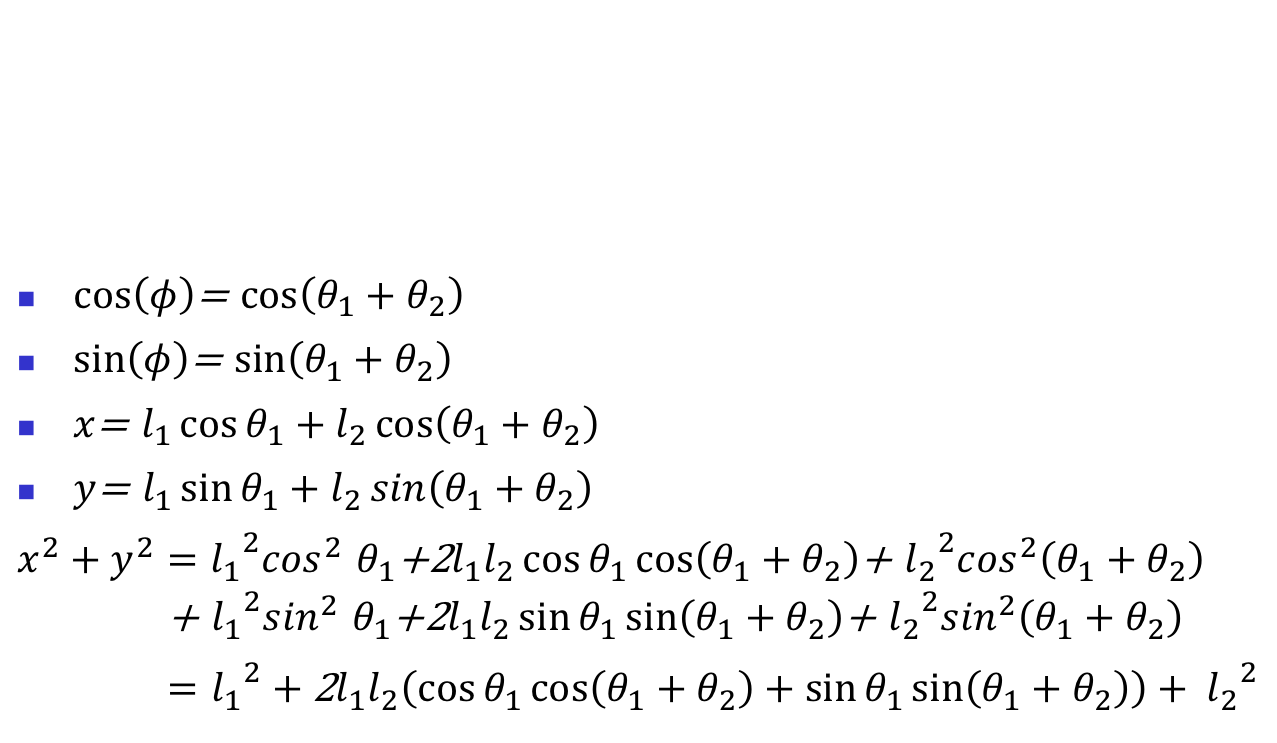 ▪ cos(ϕ)= cos(θ₁ + θ₂)
▪ sin(ϕ)= sin(θ₁ + θ₂)
▪ x= l₁ cos θ₁ + l₂ cos(θ₁ + θ₂)
▪ y= l₁ sin θ₁ + l₂ sin(θ₁ + θ₂)
x² + y² = l₁²cos² θ₁+2l₁l₂ cos θ₁ cos(θ₁ + θ₂)+ l₂²cos²(θ₁ + θ₂)
+ l₁²sin² θ₁+2l₁l₂ sin θ₁ sin(θ₁ + θ₂)+ l₂²sin²(θ₁ + θ₂)
= l₁² + 2l₁l₂(cos θ₁ cos(θ₁ + θ₂) + sin θ₁ sin(θ₁ + θ₂)) + l₂²